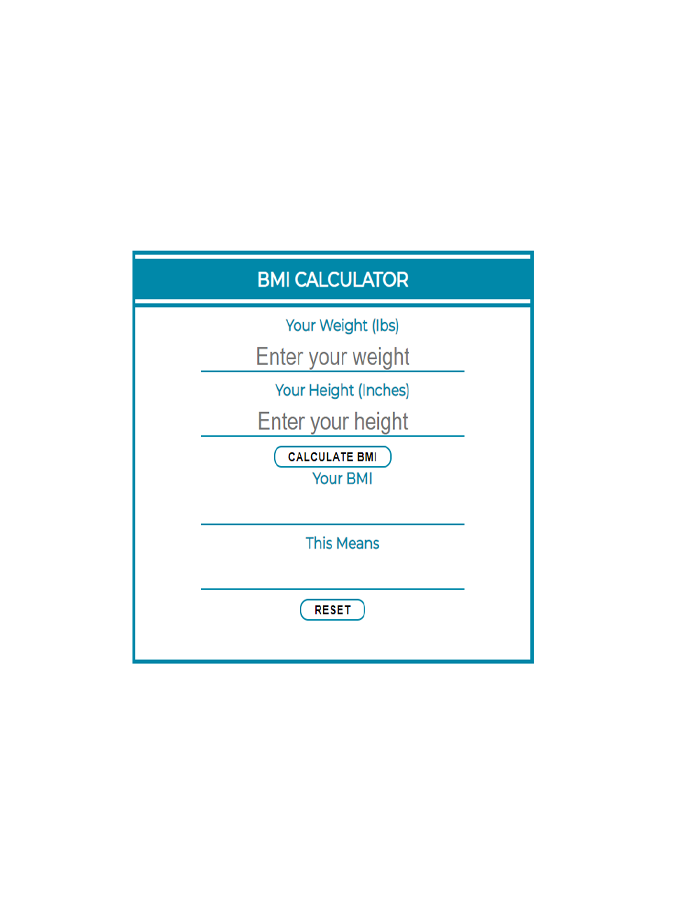 BMI CALCULATOR
Your Weight (lbs)
Enter your weight
Your Height (Inches)
Enter your height
CALCULATE BMI
Your BMI
This Means
RESET